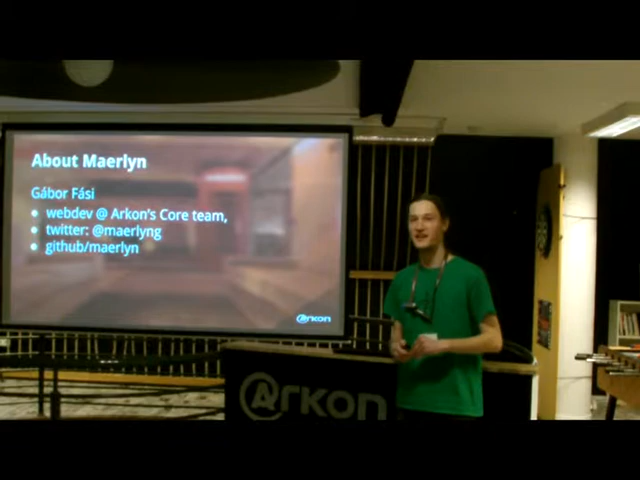 About Maerlyn
Gábor Fási
webdev @ Arkon's Core team,
twitter: @maerlyng
github/maerlyn
arkon
Arkon